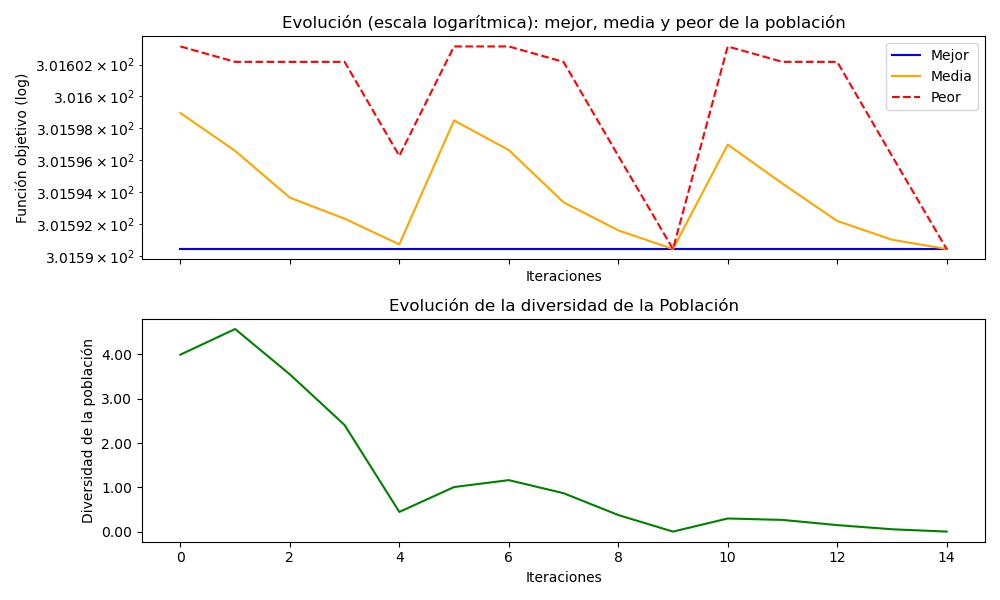 Evolución (escala logarítmica): mejor, media y peor de la población
Función objetivo (log)
3.01602 × 10²
3.016 × 10²
3.01598 × 10²
3.01596 × 10²
3.01594 × 10²
3.01592 × 10²
3.0159 × 10²
Mejor
Media
Peor
Iteraciones
Evolución de la diversidad de la Población
Diversidad de la población
4.00
3.00
2.00
1.00
0.00
0 2 4 6 8 10 12 14
Iteraciones